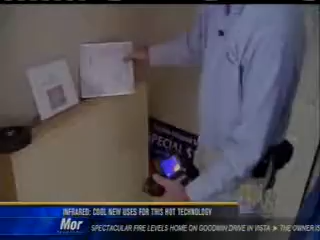 SPECIAL
INFRARED: COOL NEW USES FOR THIS HOT TECHNOLOGY
Mor
SPECTACULAR FIRE LEVELS HOME ON GOODWIN DRIVE IN VISTA ➤ THE OWNER IS